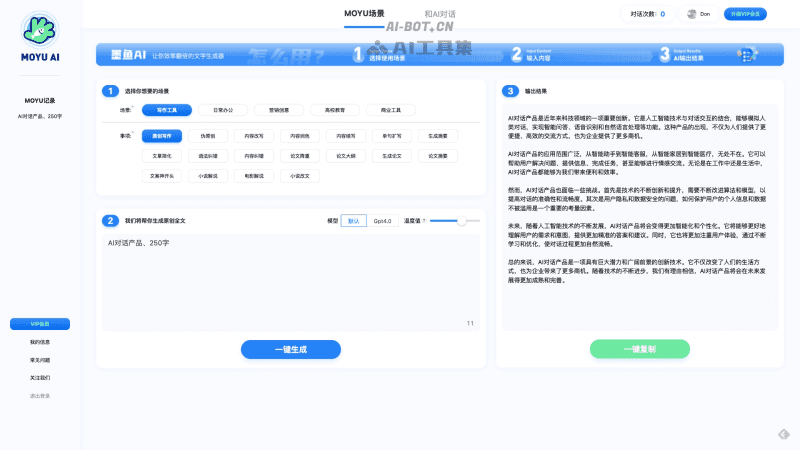 MOYU AI
MOYU记录
AI对话产品、250字
VIP会员
我的信息
常见问题
关注我们
退出登录
MOYU场景
和AI对话
对话次数： 0
Don
升级VIP会员
AI-BOT.CN
AI工具集
墨鱼AI 让你效率翻倍的文字生成器
怎么用?
1 选择使用场景
2 输入内容
3 AI输出结果
1 选择你想要的场景
场景:
写作工具 日常办公 营销创意 高校教育 商业工具
事项:
原创写作 伪原创 内容改写 内容润色 内容缩写 单句扩写 生成摘要
文章简化 语法纠错 内容纠错 论文降重 论文大纲 生成论文 论文摘要
文案神开头 小说解说 电影解说 小说改文
2 我们将帮你生成原创全文
模型 默认 Gpt4.0 温度值 ?
AI对话产品、250字
11
一键生成
3 输出结果
AI对话产品是近年来科技领域的一项重要创新，它是人工智能技术与对话交互的结合，能够模拟人
类对话，实现智能问答、语音识别和自然语言处理等功能。这种产品的出现，不仅为人们提供了更
便捷、高效的交流方式，也为企业提供了更多商机。
AI对话产品的应用范围广泛，从智能助手到智能客服，从智能家居到智能医疗，无处不在。它可以
帮助用户解决问题、提供信息、完成任务，甚至能够进行情感交流。无论是在工作中还是生活中，
AI对话产品都能够为我们带来便利和效率。
然而，AI对话产品也面临一些挑战。首先是技术的不断创新和提升，需要不断改进算法和模型，以
提高对话的准确性和流畅度。其次是用户隐私和数据安全的问题，如何保护用户的个人信息和数据
不被滥用是一个重要的考量因素。
未来，随着人工智能技术的不断发展，AI对话产品将会变得更加智能化和个性化。它将能够更好地
理解用户的需求和意图，提供更加精准的答案和建议。同时，它也将更加注重用户体验，通过不断
学习和优化，使对话过程更加自然流畅。
总的来说，AI对话产品是一项具有巨大潜力和广阔前景的创新技术。它不仅改变了人们的生活方
式，也为企业带来了更多商机。随着技术的不断进步，我们有理由相信，AI对话产品将会在未来发
展得更加成熟和完善。
一键复制